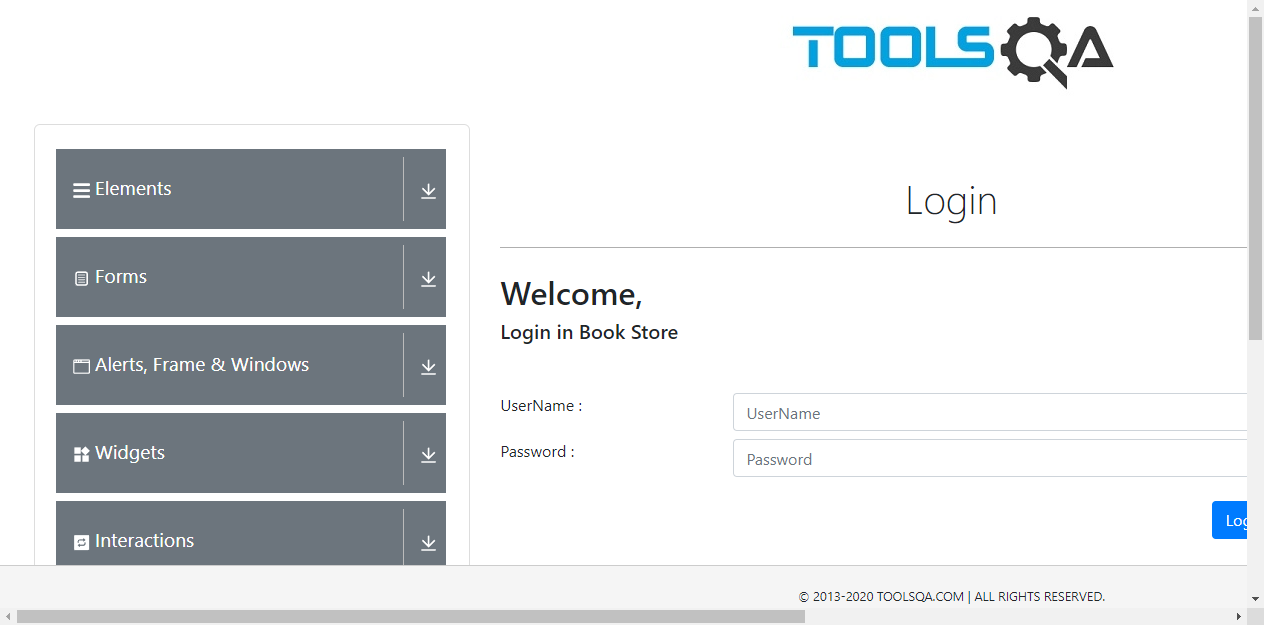 TOOLSQA
Elements
Forms
Alerts, Frame & Windows
Widgets
Interactions
Login
Welcome,
Login in Book Store
UserName :
UserName
Password :
Password
Log
© 2013-2020 TOOLSQA.COM | ALL RIGHTS RESERVED.